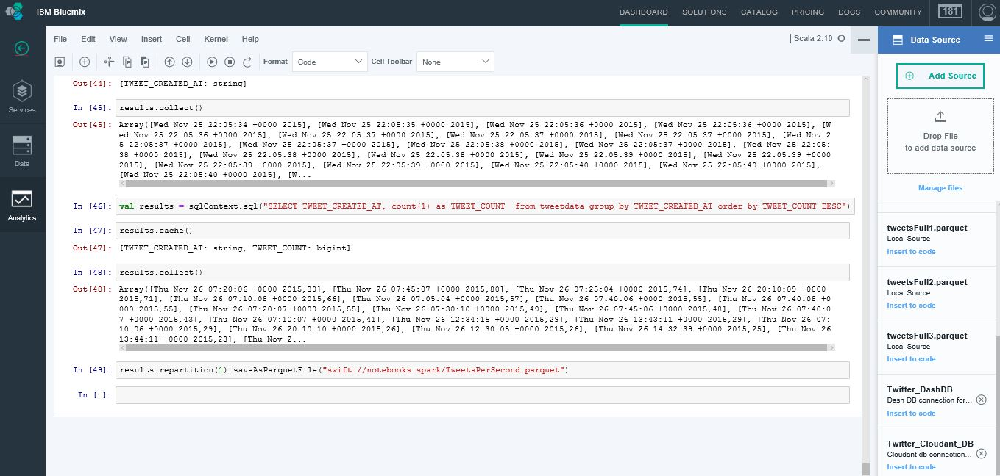 IBM Bluemix
DASHBOARD SOLUTIONS CATALOG PRICING DOCS COMMUNITY 181
File Edit View Insert Cell Kernel Help
Scala 2.10
Format Code Cell Toolbar None
Services
Data
Analytics
Out[44]: [TWEET_CREATED_AT: string]
In [45]: results.collect()
Out[45]: Array([Wed Nov 25 22:05:34 +0000 2015], [Wed Nov 25 22:05:35 +0000 2015], [Wed Nov 25 22:05:36 +0000 2015], [Wed Nov 25 22:05:36 +0000 2015], [W
ed Nov 25 22:05:36 +0000 2015], [Wed Nov 25 22:05:37 +0000 2015], [Wed Nov 25 22:05:37 +0000 2015], [Wed Nov 25 22:05:37 +0000 2015], [Wed Nov 2
5 22:05:37 +0000 2015], [Wed Nov 25 22:05:37 +0000 2015], [Wed Nov 25 22:05:38 +0000 2015], [Wed Nov 25 22:05:37 +0000 2015], [Wed Nov 25 22:05:
38 +0000 2015], [Wed Nov 25 22:05:38 +0000 2015], [Wed Nov 25 22:05:38 +0000 2015], [Wed Nov 25 22:05:39 +0000 2015], [Wed Nov 25 22:05:39 +0000
2015], [Wed Nov 25 22:05:39 +0000 2015], [Wed Nov 25 22:05:39 +0000 2015], [Wed Nov 25 22:05:40 +0000 2015], [Wed Nov 25 22:05:40 +0000 2015],
[Wed Nov 25 22:05:40 +0000 2015], [W...
In [46]: val results = sqlContext.sql("SELECT TWEET_CREATED_AT, count(1) as TWEET_COUNT  from tweetdata group by TWEET_CREATED_AT order by TWEET_COUNT DESC")
In [47]: results.cache()
Out[47]: [TWEET_CREATED_AT: string, TWEET_COUNT: bigint]
In [48]: results.collect()
Out[48]: Array([Thu Nov 26 07:20:06 +0000 2015,80], [Thu Nov 26 07:45:07 +0000 2015,80], [Thu Nov 26 07:25:04 +0000 2015,74], [Thu Nov 26 20:10:09 +0000
2015,71], [Thu Nov 26 07:10:08 +0000 2015,66], [Thu Nov 26 07:05:04 +0000 2015,57], [Thu Nov 26 07:40:06 +0000 2015,55], [Thu Nov 26 07:40:08 +0
000 2015,55], [Thu Nov 26 07:20:07 +0000 2015,55], [Thu Nov 26 07:30:10 +0000 2015,49], [Thu Nov 26 07:45:06 +0000 2015,48], [Thu Nov 26 07:40:0
7 +0000 2015,43], [Thu Nov 26 07:10:07 +0000 2015,41], [Thu Nov 26 12:34:15 +0000 2015,29], [Thu Nov 26 13:43:11 +0000 2015,29], [Thu Nov 26 07:
10:06 +0000 2015,29], [Thu Nov 26 20:10:10 +0000 2015,26], [Thu Nov 26 12:30:05 +0000 2015,26], [Thu Nov 26 14:32:39 +0000 2015,25], [Thu Nov 26
13:44:11 +0000 2015,23], [Thu Nov 2...
In [49]: results.repartition(1).saveAsParquetFile("swift://notebooks.spark/TweetsPerSecond.parquet")
In [ ]:
Data Source
Add Source
Drop File
to add data source
Manage files
tweetsFull1.parquet
Local Source
Insert to code
tweetsFull2.parquet
Local Source
Insert to code
tweetsFull3.parquet
Local Source
Insert to code
Twitter_DashDB
Dash DB connection for...
Insert to code
Twitter_Cloudant_DB
Cloudant db connection...
Insert to code